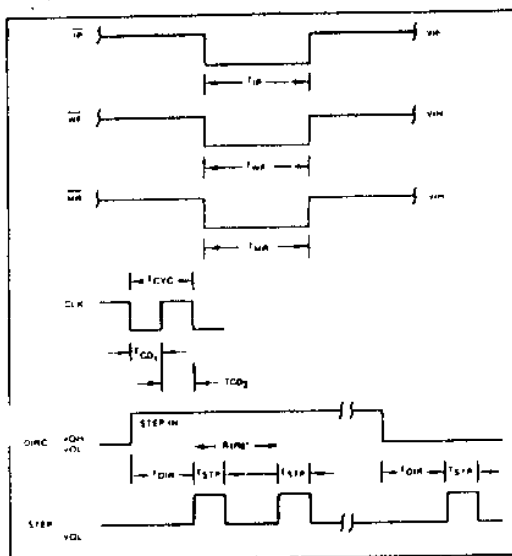 IP VIH
TIP
WF VIH
TWF
MR VIH
TMR
TCYC
CLK
TCD1
TCD2
STEP IN
DIRC VOH
VOL
TDIR TSTP TSTP TDIR TSTP
STEP
VOL